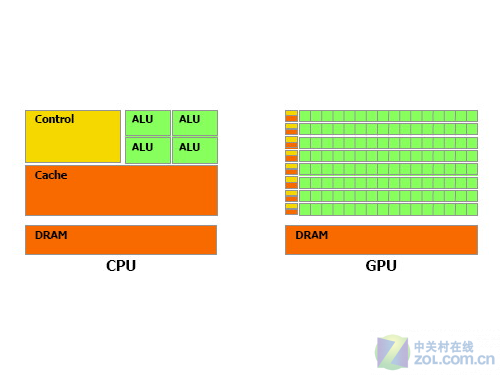 Control
ALU
ALU
ALU
ALU
Cache
DRAM
CPU
DRAM
GPU
Z
中关村在线
zol.com.cn